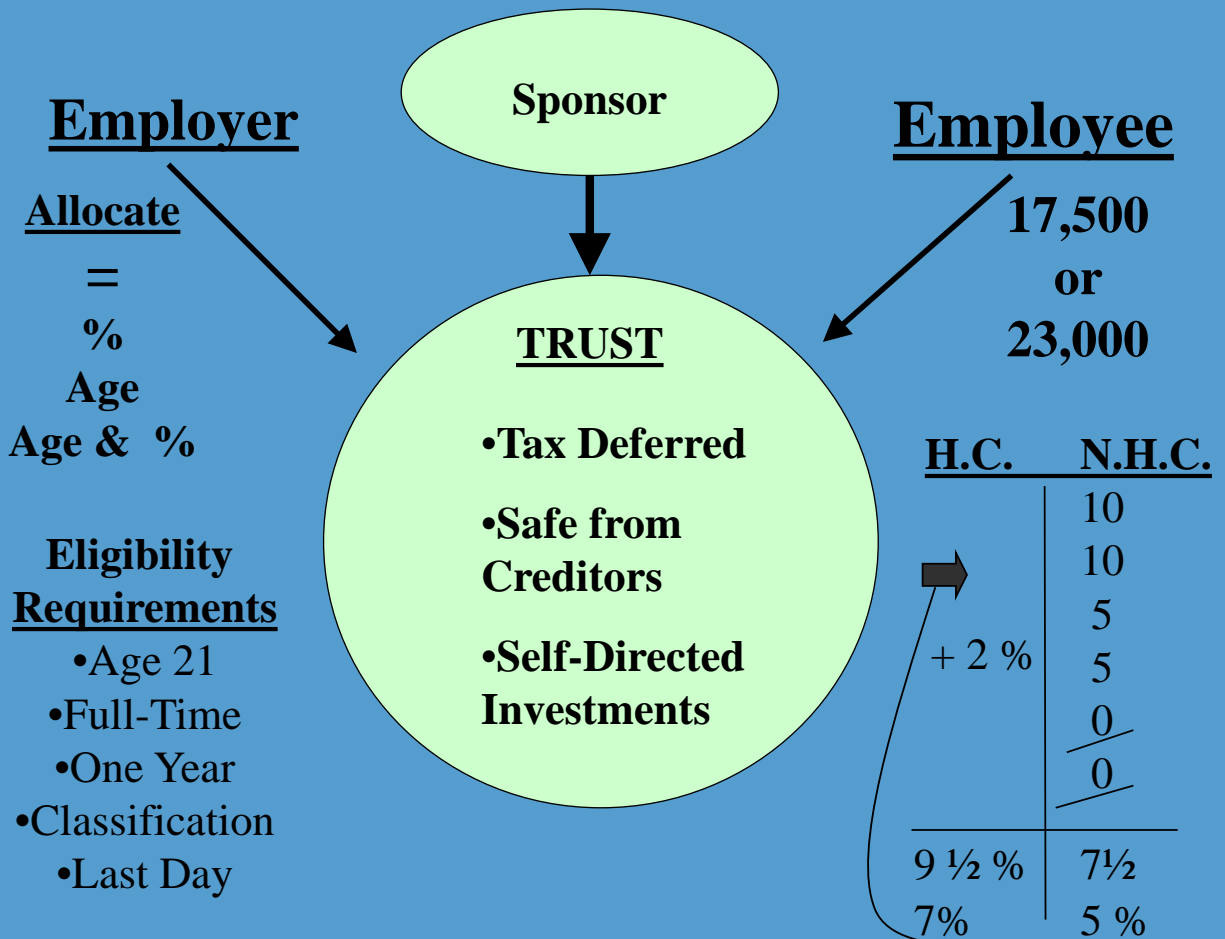 Sponsor
Employer
Allocate
=
%
Age
Age & %
Eligibility
Requirements
•Age 21
•Full-Time
•One Year
•Classification
•Last Day
TRUST
•Tax Deferred
•Safe from
Creditors
•Self-Directed
Investments
Employee
17,500
or
23,000
H.C. N.H.C.
10
10
5
+ 2 % 5
0
0
9 ½ % 7½
7% 5 %